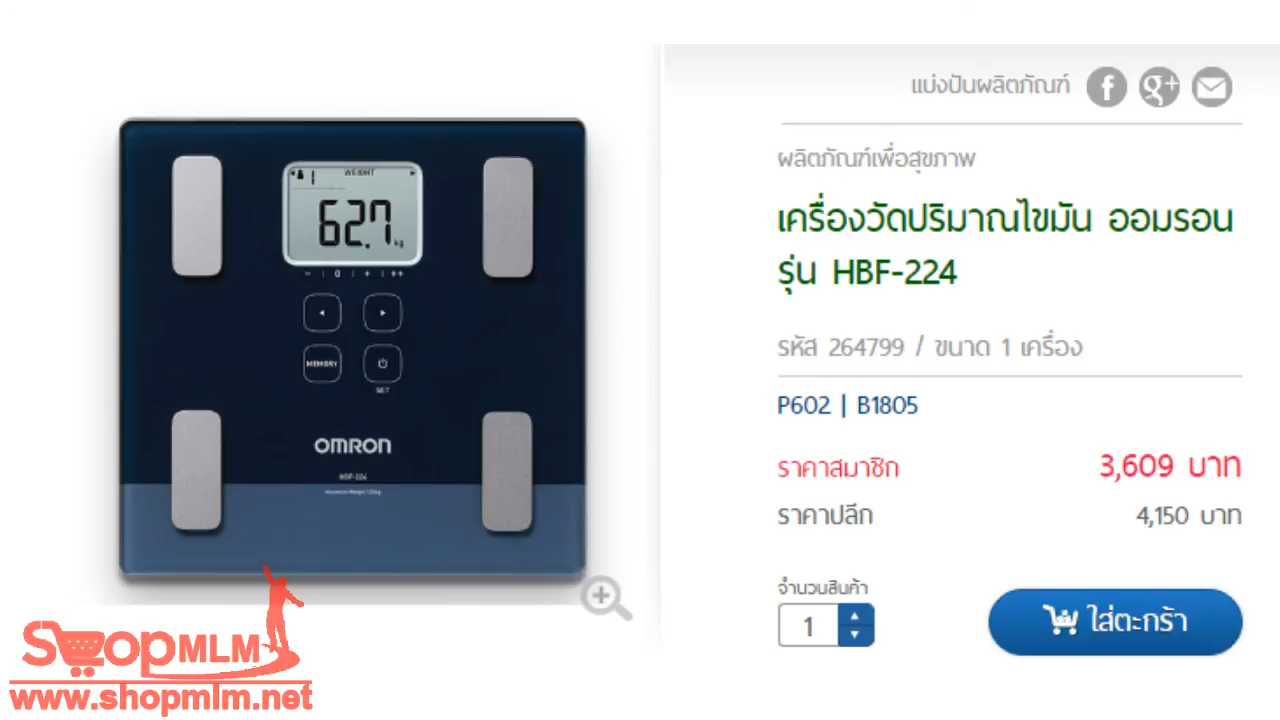 แบ่งปันผลิตภัณฑ์
ผลิตภัณฑ์เพื่อสุขภาพ
เครื่องวัดปริมาณไขมัน ออมรอน
รุ่น HBF-224
รหัส 264799 / ขนาด 1 เครื่อง
P602 | B1805
ราคาสมาชิก 3,609 บาท
ราคาปลีก 4,150 บาท
จำนวนสินค้า
1
ใส่ตะกร้า
1 WEIGHT
62.7 kg
- | 0 | + | ++
MEMORY
SET
OMRON
HBF-224
SHOPMLM
www.shopmlm.net